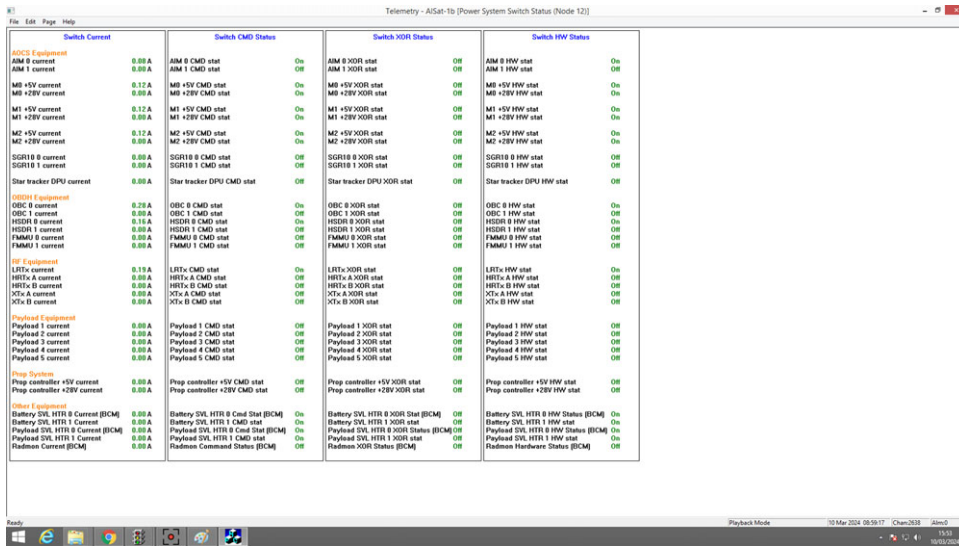 Telemetry - AlSat-1b [Power System Switch Status (Node 12)]
File Edit Page Help
Switch Current Switch CMD Status Switch XOR Status Switch HW Status
AOCS Equipment
AIM 0 current 0.08 A AIM 0 CMD stat On AIM 0 XOR stat Off AIM 0 HW stat On
AIM 1 current 0.00 A AIM 1 CMD stat Off AIM 1 XOR stat Off AIM 1 HW stat Off
M0 +5V current 0.12 A M0 +5V CMD stat On M0 +5V XOR stat Off M0 +5V HW stat On
M0 +28V current 0.00 A M0 +28V CMD stat On M0 +28V XOR stat Off M0 +28V HW stat On
M1 +5V current 0.12 A M1 +5V CMD stat On M1 +5V XOR stat Off M1 +5V HW stat On
M1 +28V current 0.00 A M1 +28V CMD stat On M1 +28V XOR stat Off M1 +28V HW stat On
M2 +5V current 0.12 A M2 +5V CMD stat On M2 +5V XOR stat Off M2 +5V HW stat On
M2 +28V current 0.00 A M2 +28V CMD stat On M2 +28V XOR stat Off M2 +28V HW stat On
SGR10 0 current 0.00 A SGR10 0 CMD stat Off SGR10 0 XOR stat Off SGR10 0 HW stat Off
SGR10 1 current 0.00 A SGR10 1 CMD stat Off SGR10 1 XOR stat Off SGR10 1 HW stat Off
Star tracker DPU current 0.00 A Star tracker DPU CMD stat Off Star tracker DPU XOR stat Off Star tracker DPU HW stat Off
OBDH Equipment
OBC 0 current 0.28 A OBC 0 CMD stat On OBC 0 XOR stat Off OBC 0 HW stat On
OBC 1 current 0.00 A OBC 1 CMD stat Off OBC 1 XOR stat Off OBC 1 HW stat Off
HSDR 0 current 0.16 A HSDR 0 CMD stat On HSDR 0 XOR stat Off HSDR 0 HW stat On
HSDR 1 current 0.00 A HSDR 1 CMD stat Off HSDR 1 XOR stat Off HSDR 1 HW stat Off
FMMU 0 current 0.00 A FMMU 0 CMD stat Off FMMU 0 XOR stat Off FMMU 0 HW stat Off
FMMU 1 current 0.00 A FMMU 1 CMD stat Off FMMU 1 XOR stat Off FMMU 1 HW stat Off
RF Equipment
LRTx current 0.19 A LRTx CMD stat On LRTx XOR stat Off LRTx HW stat On
HRTx A current 0.00 A HRTx A CMD stat Off HRTx A XOR stat Off HRTx A HW stat Off
HRTx B current 0.00 A HRTx B CMD stat Off HRTx B XOR stat Off HRTx B HW stat Off
XTx A current 0.00 A XTx A CMD stat Off XTx A XOR stat Off XTx A HW stat Off
XTx B current 0.00 A XTx B CMD stat Off XTx B XOR stat Off XTx B HW stat Off
Payload Equipment
Payload 1 current 0.00 A Payload 1 CMD stat Off Payload 1 XOR stat Off Payload 1 HW stat Off
Payload 2 current 0.00 A Payload 2 CMD stat Off Payload 2 XOR stat Off Payload 2 HW stat Off
Payload 3 current 0.00 A Payload 3 CMD stat Off Payload 3 XOR stat Off Payload 3 HW stat Off
Payload 4 current 0.00 A Payload 4 CMD stat Off Payload 4 XOR stat Off Payload 4 HW stat Off
Payload 5 current 0.00 A Payload 5 CMD stat Off Payload 5 XOR stat Off Payload 5 HW stat Off
Prop System
Prop controller +5V current 0.00 A Prop controller +5V CMD stat Off Prop controller +5V XOR stat Off Prop controller +5V HW stat Off
Prop controller +28V current 0.00 A Prop controller +28V CMD stat Off Prop controller +28V XOR stat Off Prop controller +28V HW stat Off
Other Equipment
Battery SVL HTR 0 Current [BCM] 0.00 A Battery SVL HTR 0 Cmd Stat [BCM] On Battery SVL HTR 0 XOR Stat [BCM] Off Battery SVL HTR 0 HW Status [BCM] On
Battery SVL HTR 1 Current 0.00 A Battery SVL HTR 1 CMD stat Off Battery SVL HTR 1 XOR stat Off Battery SVL HTR 1 HW stat Off
Payload SVL HTR 0 Current [BCM] 0.00 A Payload SVL HTR 0 Cmd Stat [BCM] On Payload SVL HTR 0 XOR Status [BCM] Off Payload SVL HTR 0 HW Status [BCM] On
Payload SVL HTR 1 Current 0.00 A Payload SVL HTR 1 CMD stat Off Payload SVL HTR 1 XOR stat Off Payload SVL HTR 1 HW stat Off
Radmon Current [BCM] 0.00 A Radmon Command Status [BCM] Off Radmon XOR Status [BCM] Off Radmon Hardware Status [BCM] Off
Ready Playback Mode 10 Mar 2024 08:59:17 Chan:2638 Alm:0
15:53
10/03/2024